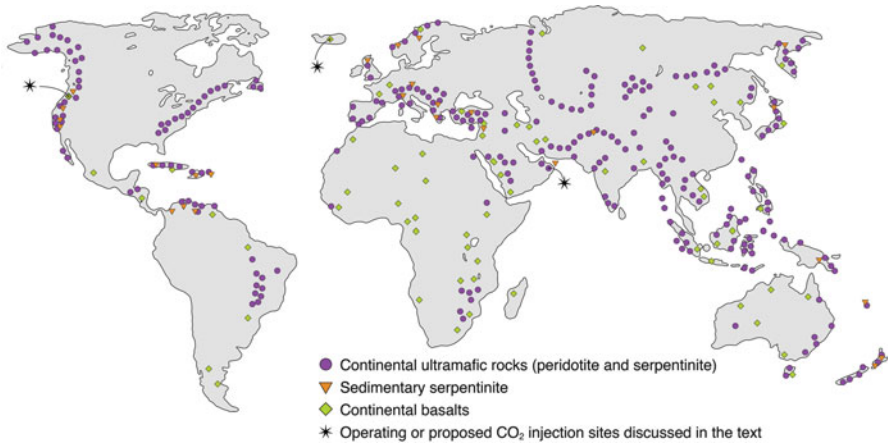 Continental ultramafic rocks (peridotite and serpentinite)
Sedimentary serpentinite
Continental basalts
Operating or proposed CO₂ injection sites discussed in the text